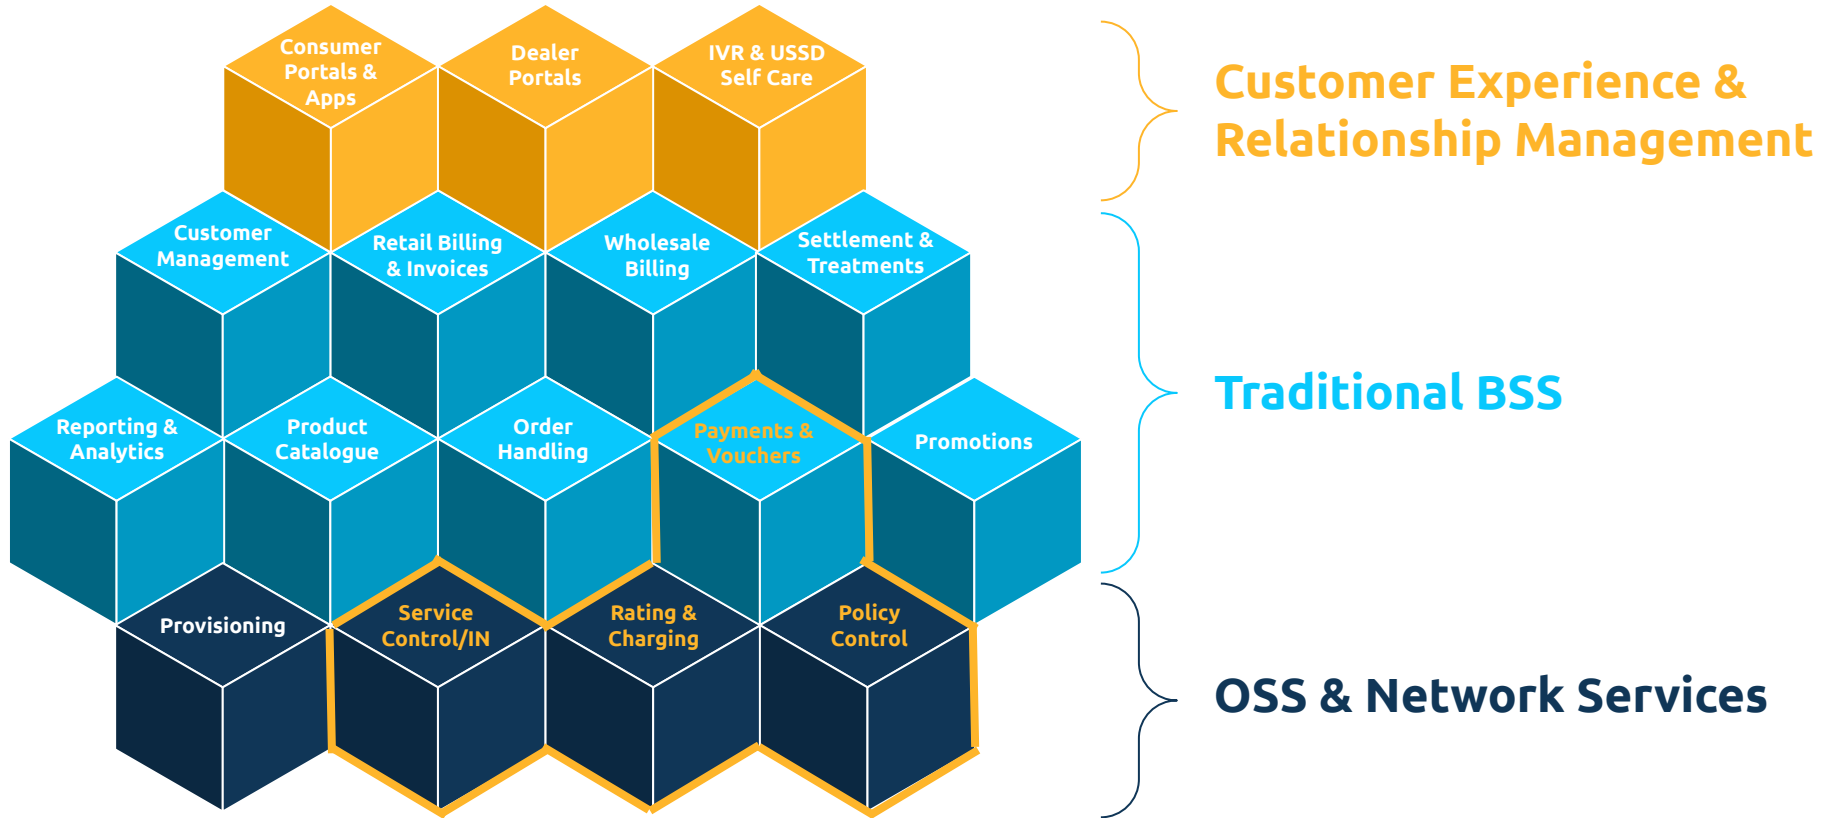 Consumer
Portals &
Apps
Dealer
Portals
IVR & USSD
Self Care
Customer Experience &
Relationship Management
Customer
Management
Retail Billing
& Invoices
Wholesale
Billing
Settlement &
Treatments
Traditional BSS
Reporting &
Analytics
Product
Catalogue
Order
Handling
Payments &
Vouchers
Promotions
Provisioning
Service
Control/IN
Rating &
Charging
Policy
Control
OSS & Network Services